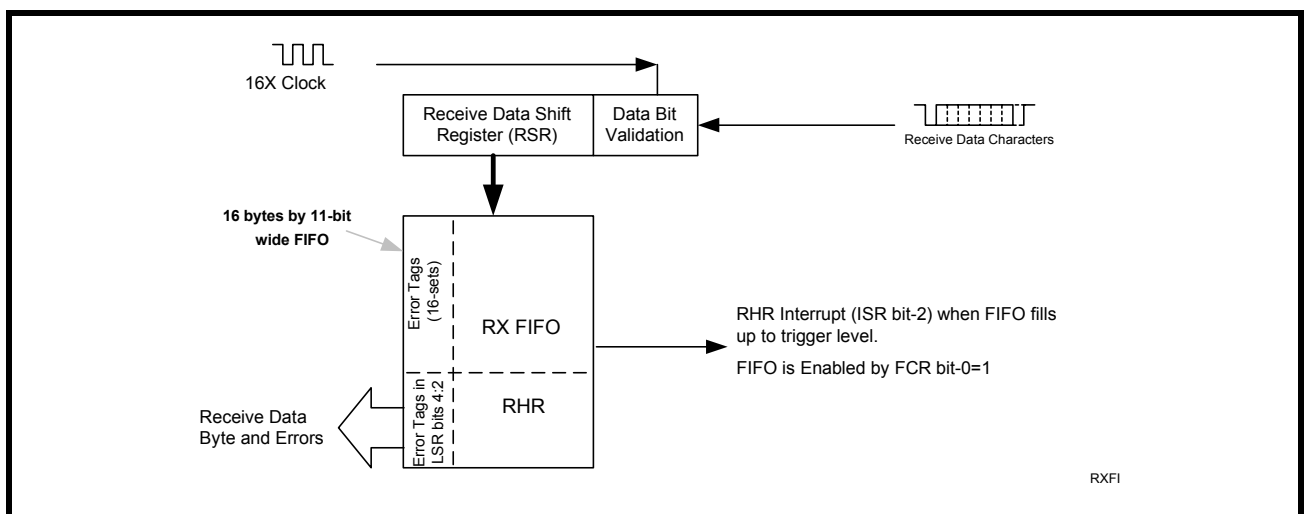 16X Clock
Receive Data Shift
Register (RSR)
Data Bit
Validation
Receive Data Characters
16 bytes by 11-bit
wide FIFO
Error Tags
(16-sets)
RX FIFO
RHR Interrupt (ISR bit-2) when FIFO fills
up to trigger level.
FIFO is Enabled by FCR bit-0=1
Error Tags in
LSR bits 4:2
RHR
Receive Data
Byte and Errors
RXFI